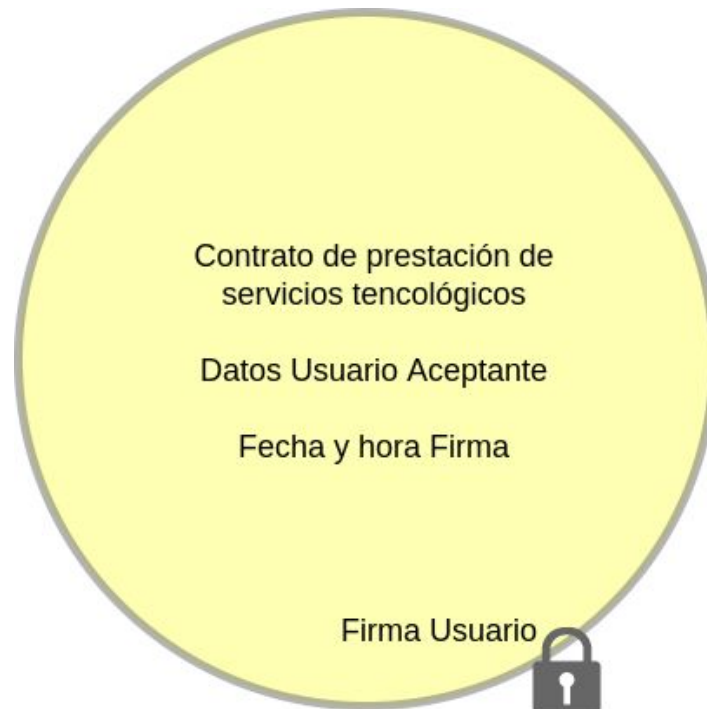 Contrato de prestación de
servicios tencológicos
Datos Usuario Aceptante
Fecha y hora Firma
Firma Usuario